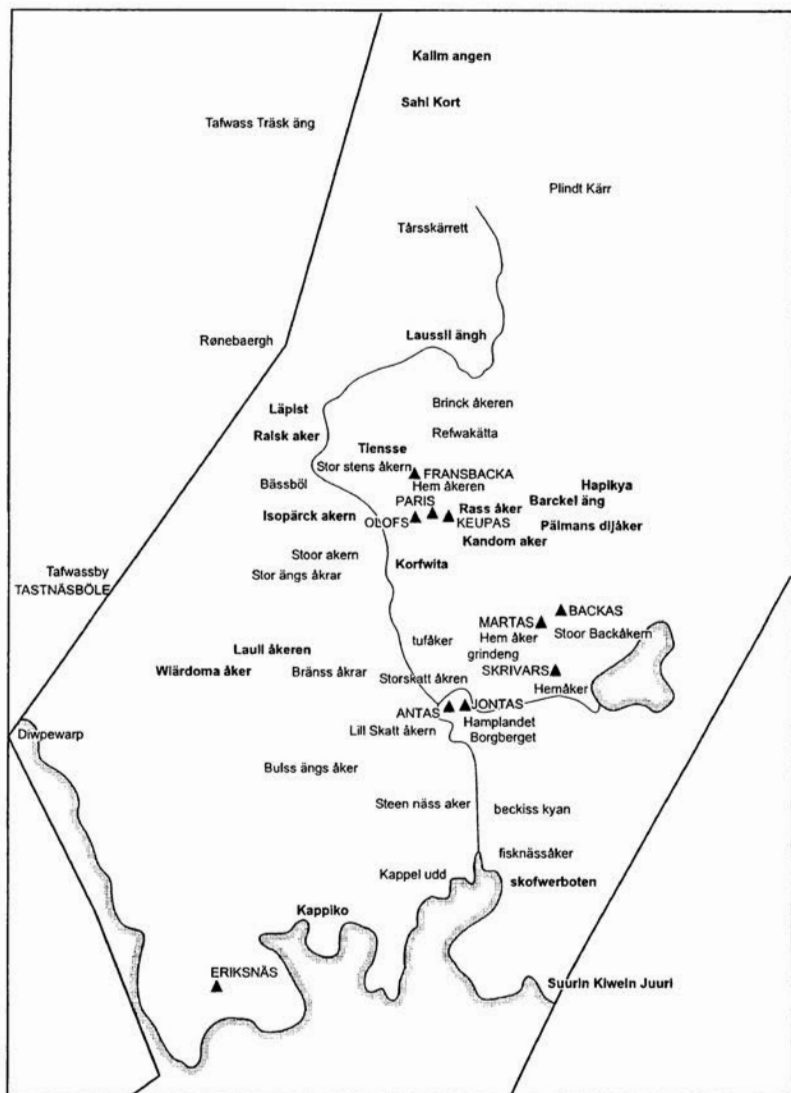 Kallm angen
Sahl Kort
Tafwass Träsk äng
Plindt Kärr
Tårsskärrett
Laussil ängh
Rønebaergh
Brinck åkeren
Läpist
Refwakätta
Ralsk aker
Tiensse
Stor stens åkern
FRANSBACKA
Bässböl
Hem åkeren
Hapikya
PARIS
Barckel äng
Rass åker
Isopärck akern
OLOFS
KEUPAS
Pälmans dijåker
Kandom aker
Stoor akern
Korfwita
Tafwassby
Stor ängs åkrar
TASTNÄSBÖLE
BACKAS
MARTAS
tufåker
Hem åker
Stoor Backåkern
Laull åkeren
grindeng
Wiärdoma åker
Bränss åkrar
SKRIVARS
Storskatt åkren
Hemåker
ANTAS
JONTAS
Hamplandet
Diwpewarp
Lill Skatt åkern
Borgberget
Bulss ängs åker
Steen näss aker
beckiss kyan
fisknässåker
Kappel udd
skofwerboten
Kappiko
ERIKSNÄS
Suurin Kiwein Juuri